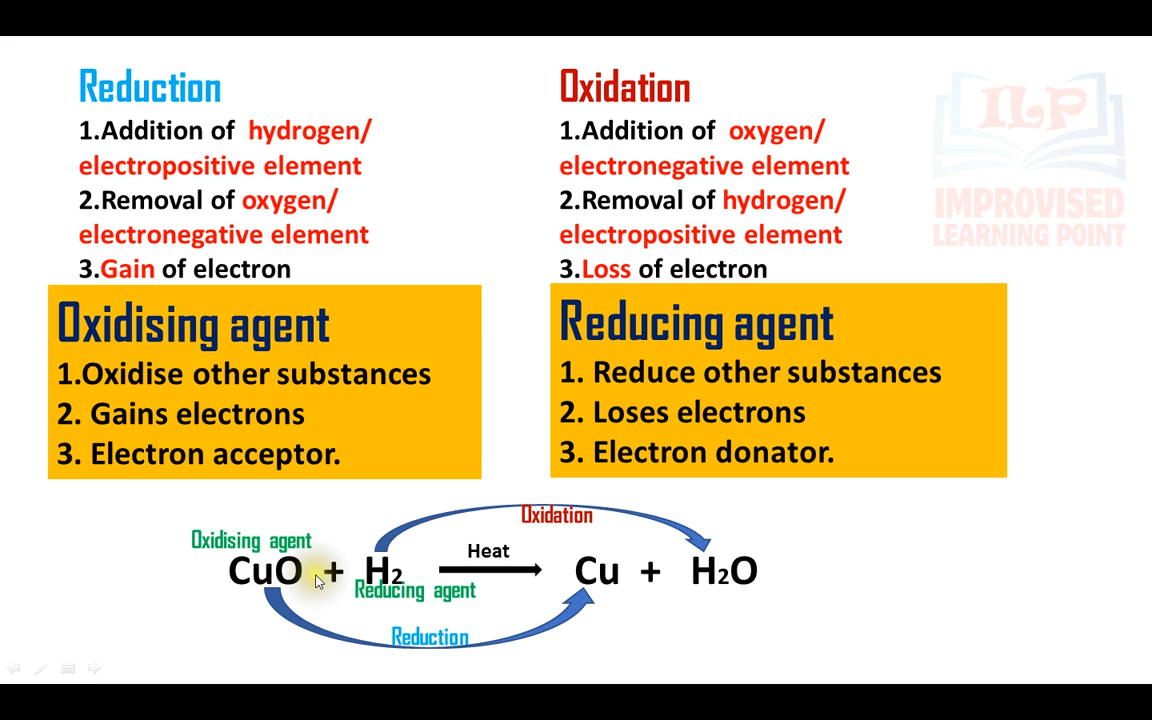 Reduction
1.Addition of hydrogen/
electropositive element
2.Removal of oxygen/
electronegative element
3.Gain of electron
Oxidising agent
1.Oxidise other substances
2. Gains electrons
3. Electron acceptor.
Oxidation
1.Addition of oxygen/
electronegative element
2.Removal of hydrogen/
electropositive element
3.Loss of electron
Reducing agent
1. Reduce other substances
2. Loses electrons
3. Electron donator.
ILP
IMPROVISED
LEARNING POINT
Oxidation
Oxidising agent
Heat
CuO + H2 Cu + H2O
Reducing agent
Reduction